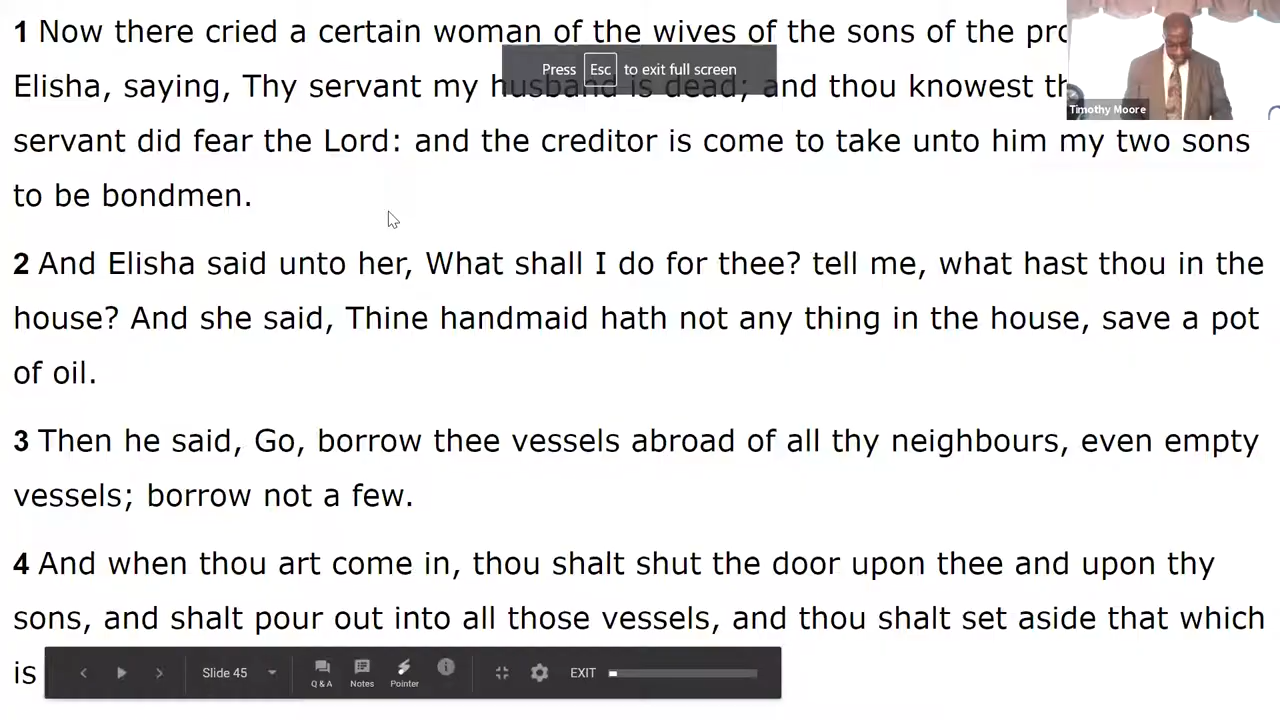 1 Now there cried a certain woman of the wives of the sons of the
Elisha, saying, Thy servant my husband is dead; and thou knowest
servant did fear the Lord: and the creditor is come to take unto him my two sons
to be bondmen.
2 And Elisha said unto her, What shall I do for thee? tell me, what hast thou in the
house? And she said, Thine handmaid hath not any thing in the house, save a pot
of oil.
3 Then he said, Go, borrow thee vessels abroad of all thy neighbours, even empty
vessels; borrow not a few.
4 And when thou art come in, thou shalt shut the door upon thee and upon thy
sons, and shalt pour out into all those vessels, and thou shalt set aside that which
is
Press Esc to exit full screen
Timothy Moore
Slide 45
Q & A Notes Pointer
EXIT